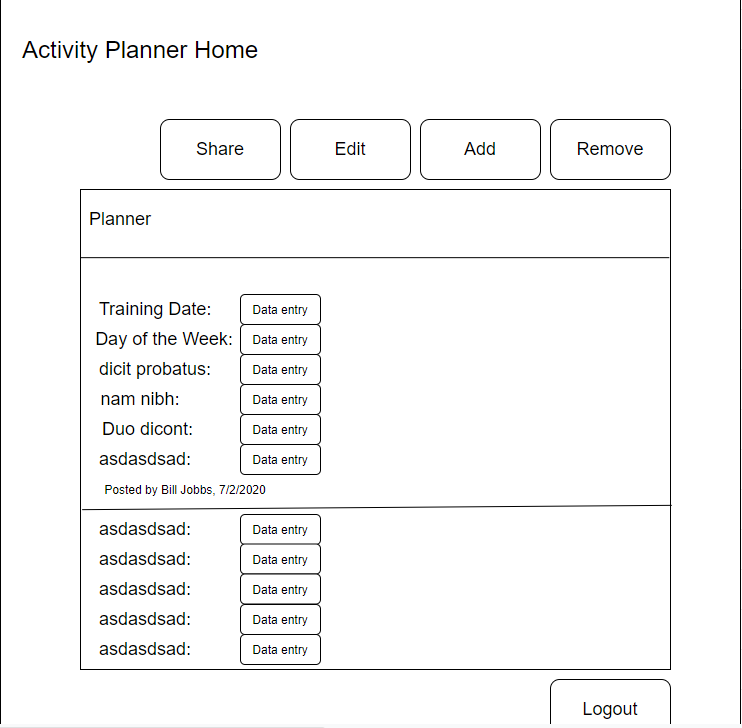 Activity Planner Home
Share Edit Add Remove
Planner
Training Date: Data entry
Day of the Week: Data entry
dicit probatus: Data entry
nam nibh: Data entry
Duo dicont: Data entry
asdasdsad: Data entry
Posted by Bill Jobbs, 7/2/2020
asdasdsad: Data entry
asdasdsad: Data entry
asdasdsad: Data entry
asdasdsad: Data entry
asdasdsad: Data entry
Logout